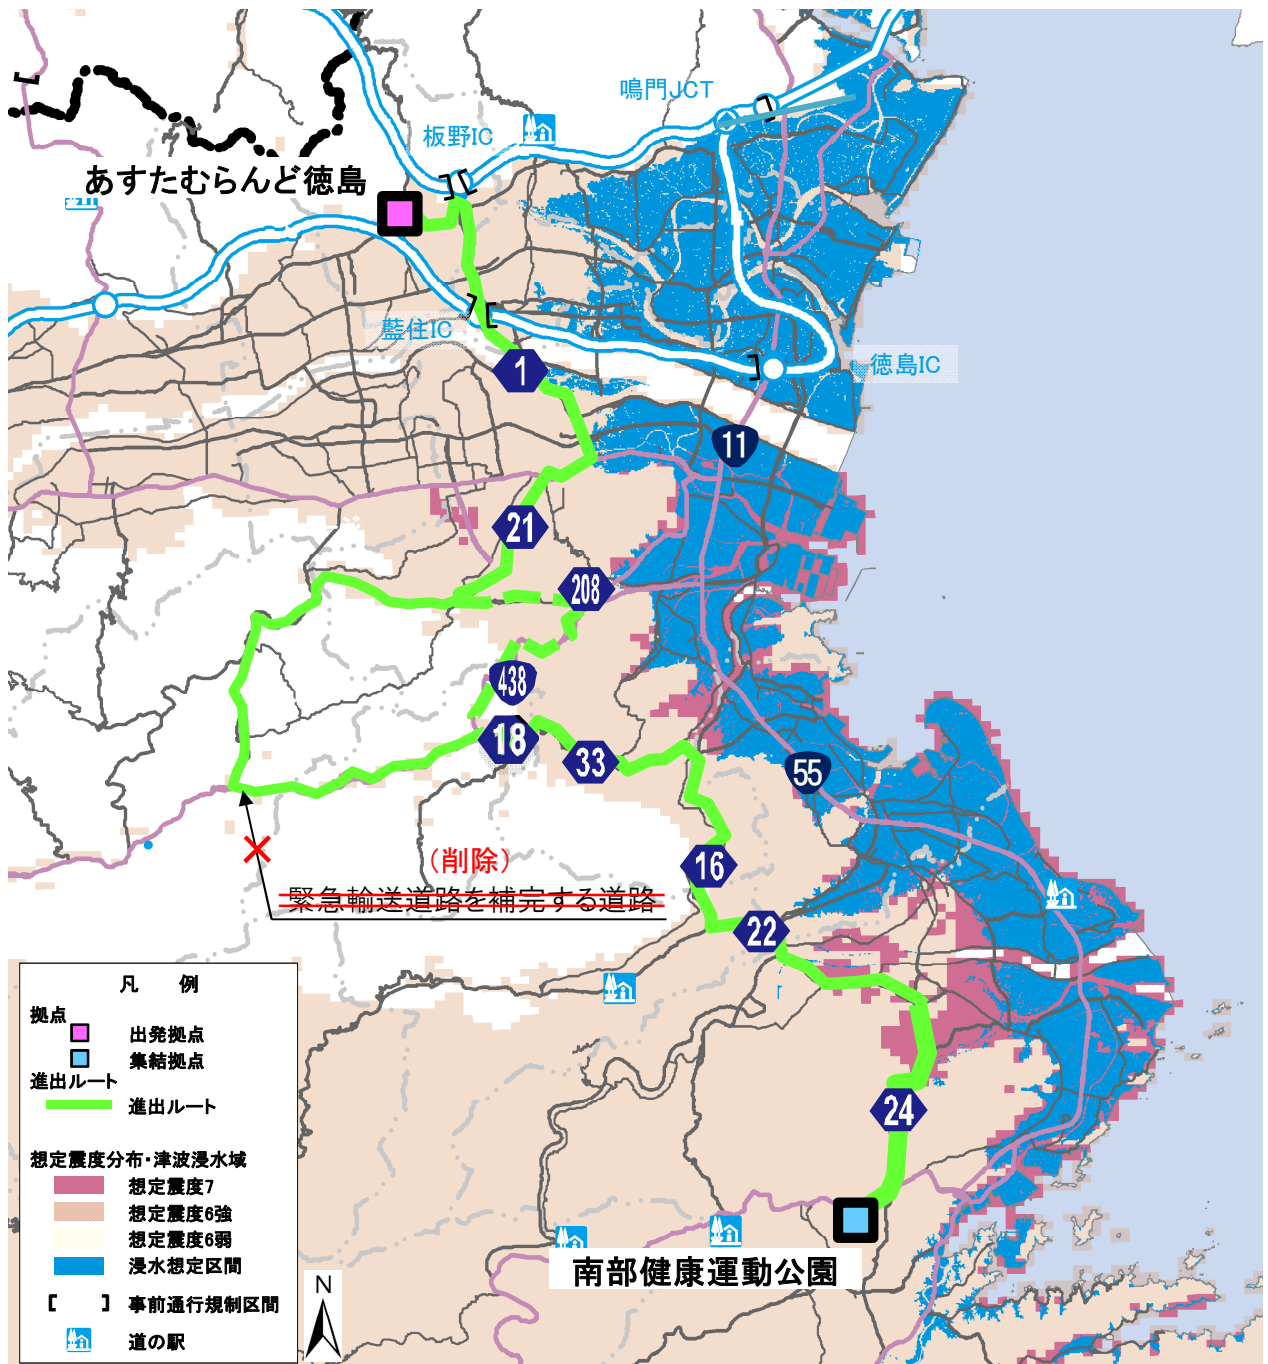 鳴門JCT
板野IC
あすたむらんど徳島
藍住IC
徳島IC
1
11
21
208
438
18
33
55
(削除)
緊急輸送道路を補完する道路
16
22
24
南部健康運動公園
凡 例
拠点
出発拠点
集結拠点
進出ルート
進出ルート
想定震度分布・津波浸水域
想定震度7
想定震度6強
想定震度6弱
浸水想定区間
事前通行規制区間
道の駅
N